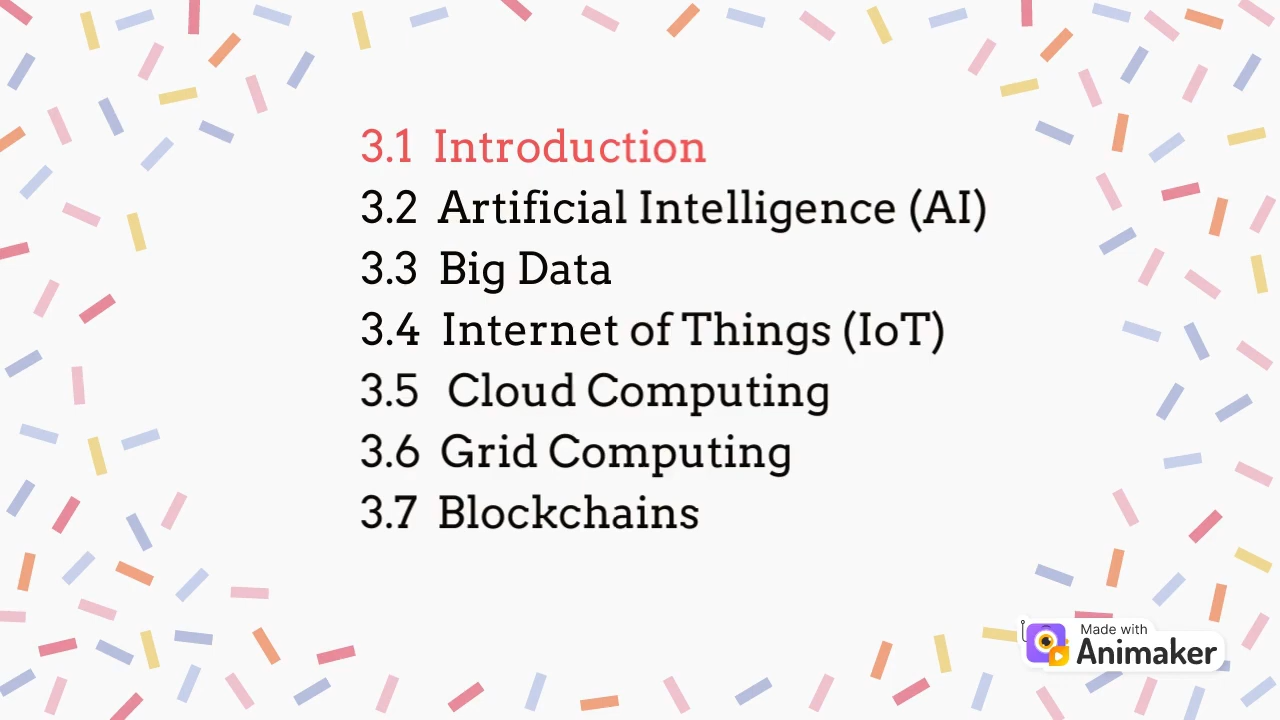 3.1 Introduction
3.2 Artificial Intelligence (AI)
3.3 Big Data
3.4 Internet of Things (IoT)
3.5 Cloud Computing
3.6 Grid Computing
3.7 Blockchains
Made with
Animaker